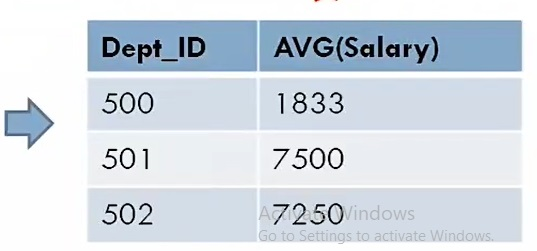 Dept_ID AVG(Salary)
500 1833
501 7500
502 7250
Activate Windows
Go to Settings to activate Windows.